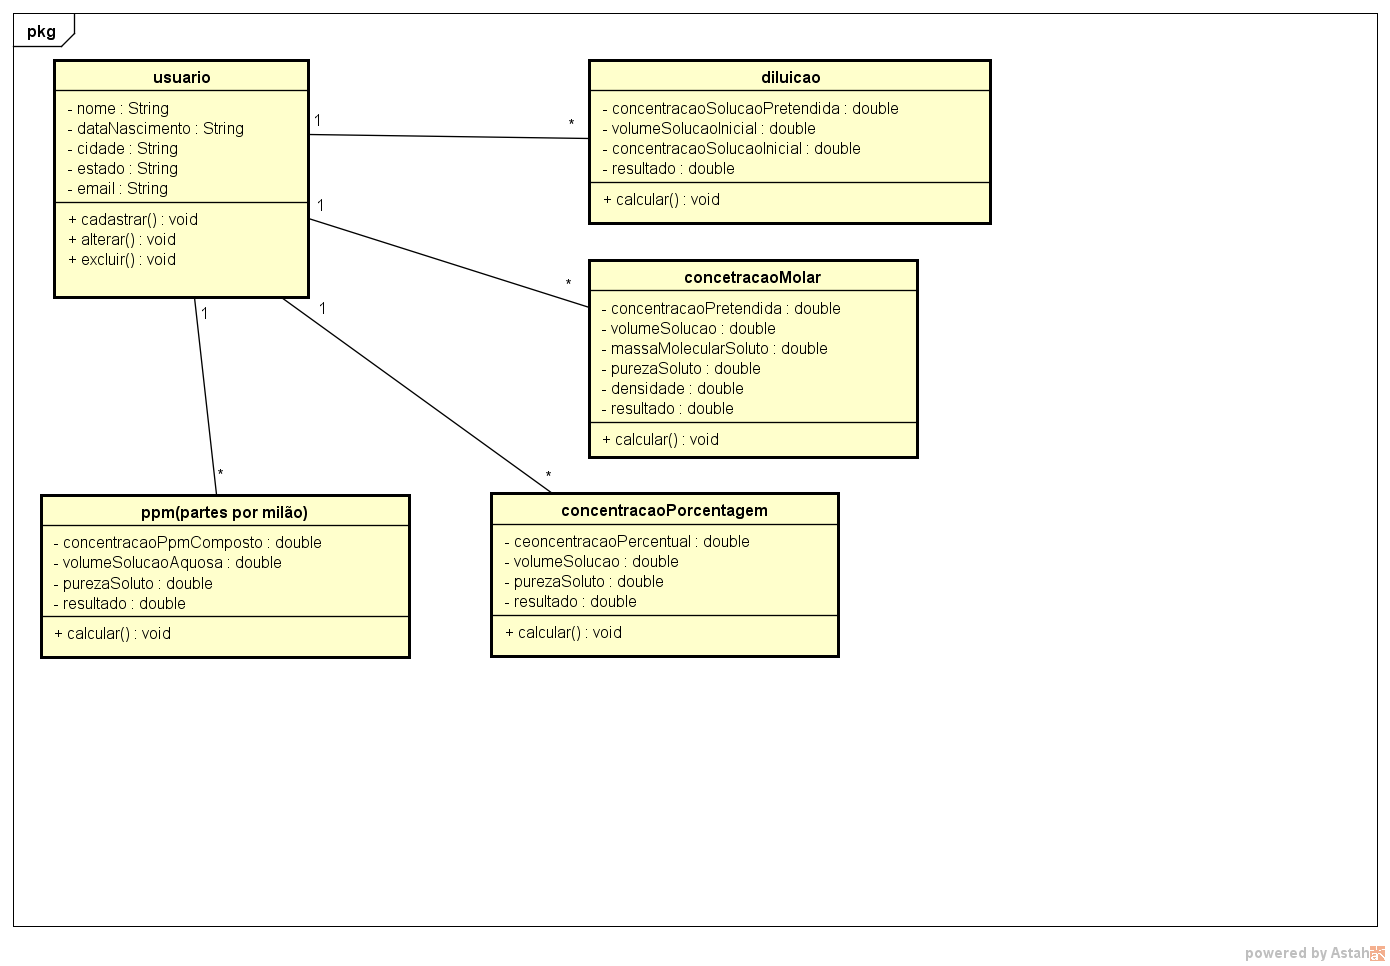 pkg
usuario
- nome : String
- dataNascimento : String
- cidade : String
- estado : String
- email : String
+ cadastrar() : void
+ alterar() : void
+ excluir() : void
1
*
diluicao
- concentracaoSolucaoPretendida : double
- volumeSolucaoInicial : double
- concentracaoSolucaoInicial : double
- resultado : double
+ calcular() : void
1
*
concetracaoMolar
- concentracaoPretendida : double
- volumeSolucao : double
- massaMolecularSoluto : double
- purezaSoluto : double
- densidade : double
- resultado : double
+ calcular() : void
1
*
ppm(partes por milão)
- concentracaoPpmComposto : double
- volumeSolucaoAquosa : double
- purezaSoluto : double
- resultado : double
+ calcular() : void
1
*
concentracaoPorcentagem
- ceoncentracaoPercentual : double
- volumeSolucao : double
- purezaSoluto : double
- resultado : double
+ calcular() : void
powered by Astah